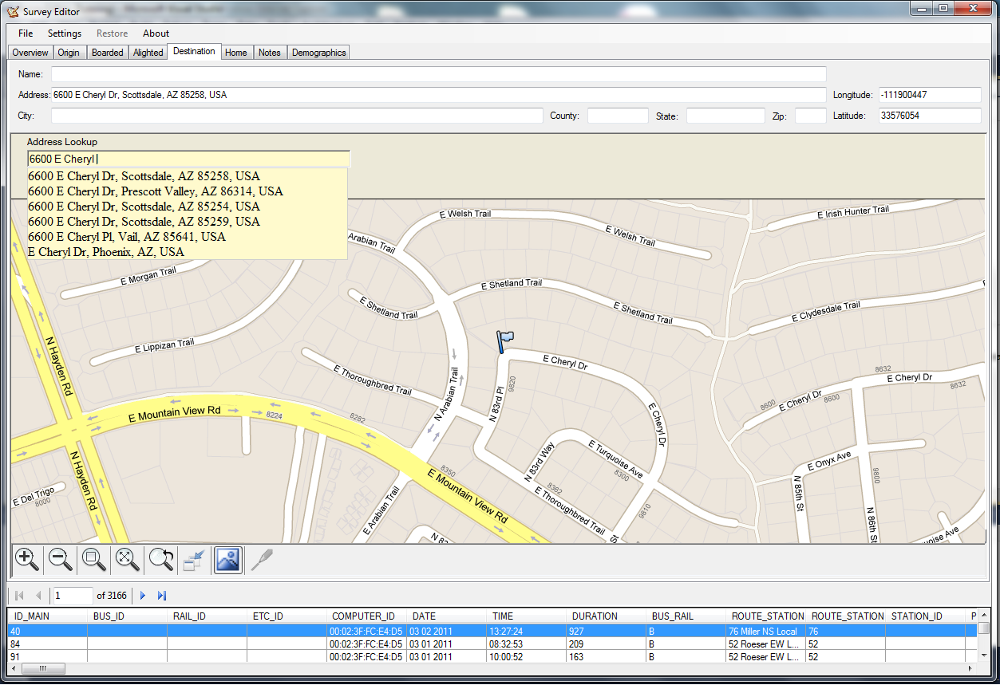 Survey Editor
File Settings Restore About
Overview Origin Boarded Alighted Destination Home Notes Demographics
Name:
Address: 6600 E Cheryl Dr, Scottsdale, AZ 85258, USA Longitude: -111900447
City: County: State: Zip: Latitude: 33576054
Address Lookup
6600 E Cheryl
6600 E Cheryl Dr, Scottsdale, AZ 85258, USA
6600 E Cheryl Dr, Prescott Valley, AZ 86314, USA
6600 E Cheryl Dr, Scottsdale, AZ 85254, USA
6600 E Cheryl Dr, Scottsdale, AZ 85259, USA
6600 E Cheryl Pl, Vail, AZ 85641, USA
E Cheryl Dr, Phoenix, AZ, USA
E Welsh Trail
E Irish Hunter Trail
E Welsh Trail
Arabian Trail
E Morgan Trail
E Shetland Trail
E Shetland Trail
E Shetland Trail
E Clydesdale Trail
E Lippizan Trail
N Hayden Rd
E Cheryl Dr
E Thoroughbred Trail
N Arabian Trail
9820
N 83rd Pl
8632
E Cheryl Dr
8632
8600
E Cheryl Dr
8600
E Mountain View Rd
8224
8282
E Cheryl Dr
N Hayden Rd
N 83rd Way
E Turquoise Ave
8300
E Onyx Ave
9800
8350
E Mountain View Rd
8362
E Thoroughbred Trail
9810
N 85th St
N 86th St
E Del Trigo
8000
E Arabian Trail
N 82
St
uoise Ave
1 of 3166
ID_MAIN BUS_ID RAIL_ID ETC_ID COMPUTER_ID DATE TIME DURATION BUS_RAIL ROUTE_STATION ROUTE_STATION STATION_ID P
40 00:02:3F:FC:E4:D5 03 02 2011 13:27:24 927 B 76 Miller NS Local 76
84 00:02:3F:FC:E4:D5 03 01 2011 08:32:53 209 B 52 Roeser EW L... 52
91 00:02:3F:FC:E4:D5 03 01 2011 10:00:52 163 B 52 Roeser EW L... 52